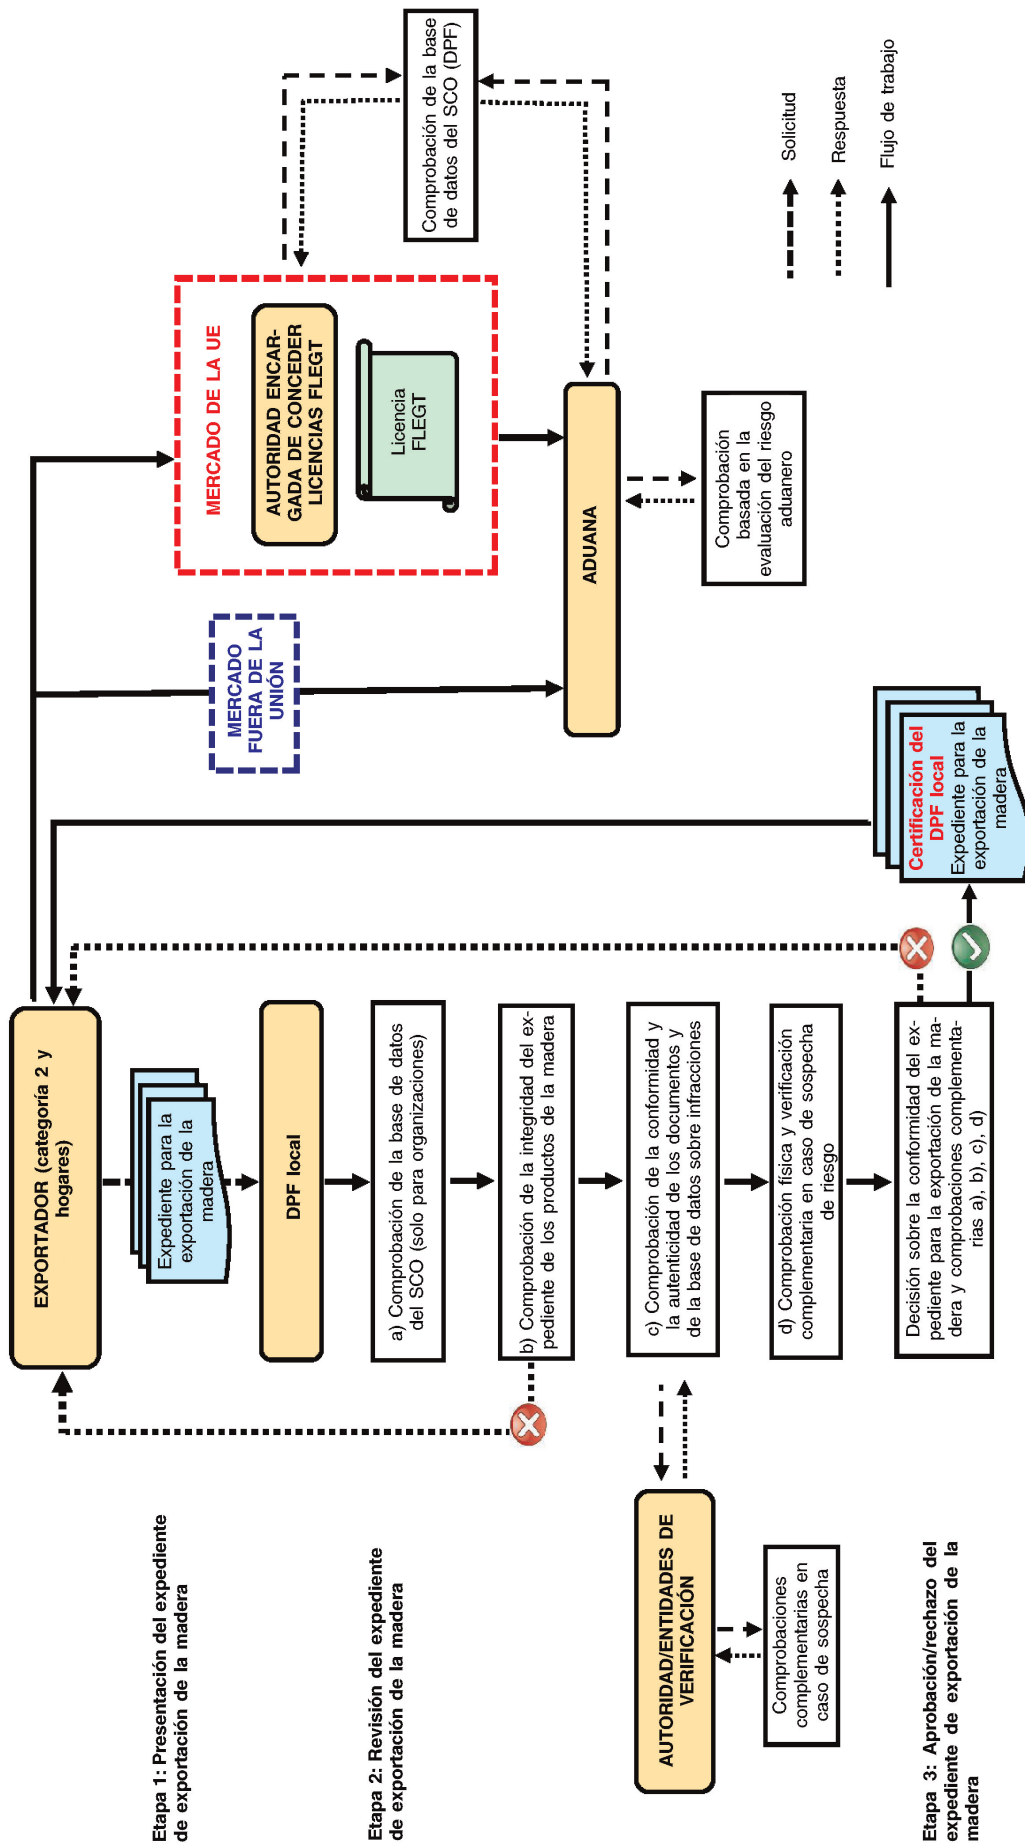 Etapa 1: Presentación del expediente
de exportación de la madera
Etapa 2: Revisión del expediente
de exportación de la madera
Etapa 3: Aprobación/rechazo del
expediente de exportación de la
madera
AUTORIDAD/ENTIDADES DE
VERIFICACIÓN
Comprobaciones
complementarias en
caso de sospecha
EXPORTADOR (categoría 2 y
hogares)
Expediente para la
exportación de la
madera
DPF local
a) Comprobación de la base de datos
del SCO (solo para organizaciones)
b) Comprobación de la integridad del ex-
pediente de los productos de la madera
c) Comprobación de la conformidad y
la autenticidad de los documentos y
de la base de datos sobre infracciones
d) Comprobación física y verificación
complementaria en caso de sospecha
de riesgo
Decisión sobre la conformidad del ex-
pediente para la exportación de la ma-
dera y comprobaciones complementa-
rias a), b), c), d)
Certificación del
DPF local
Expediente para la
exportación de la
madera
MERCADO
FUERA DE LA
UNIÓN
MERCADO DE LA UE
AUTORIDAD ENCAR-
GADA DE CONCEDER
LICENCIAS FLEGT
Licencia
FLEGT
ADUANA
Comprobación
basada en la
evaluación del riesgo
aduanero
Comprobación de la base
de datos del SCO (DPF)
Solicitud
Respuesta
Flujo de trabajo